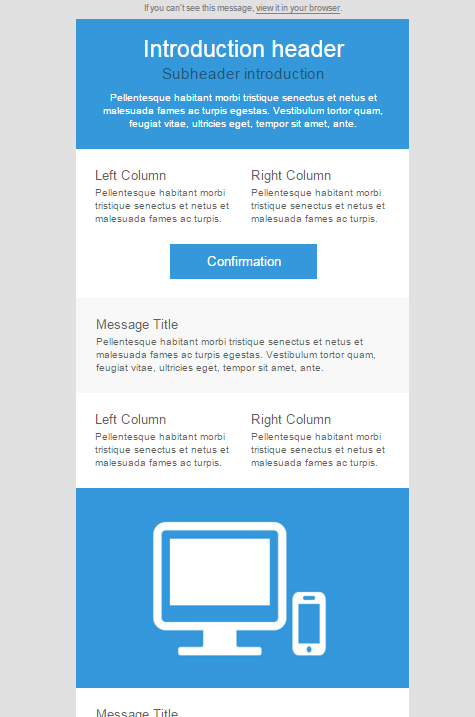 If you can't see this message, view it in your browser.
Introduction header
Subheader introduction
Pellentesque habitant morbi tristique senectus et netus et
malesuada fames ac turpis egestas. Vestibulum tortor quam,
feugiat vitae, ultricies eget, tempor sit amet, ante.
Left Column
Pellentesque habitant morbi
tristique senectus et netus et
malesuada fames ac turpis.
Right Column
Pellentesque habitant morbi
tristique senectus et netus et
malesuada fames ac turpis.
Confirmation
Message Title
Pellentesque habitant morbi tristique senectus et netus et
malesuada fames ac turpis egestas. Vestibulum tortor quam,
feugiat vitae, ultricies eget, tempor sit amet, ante.
Left Column
Pellentesque habitant morbi
tristique senectus et netus et
malesuada fames ac turpis.
Right Column
Pellentesque habitant morbi
tristique senectus et netus et
malesuada fames ac turpis.
Message Title